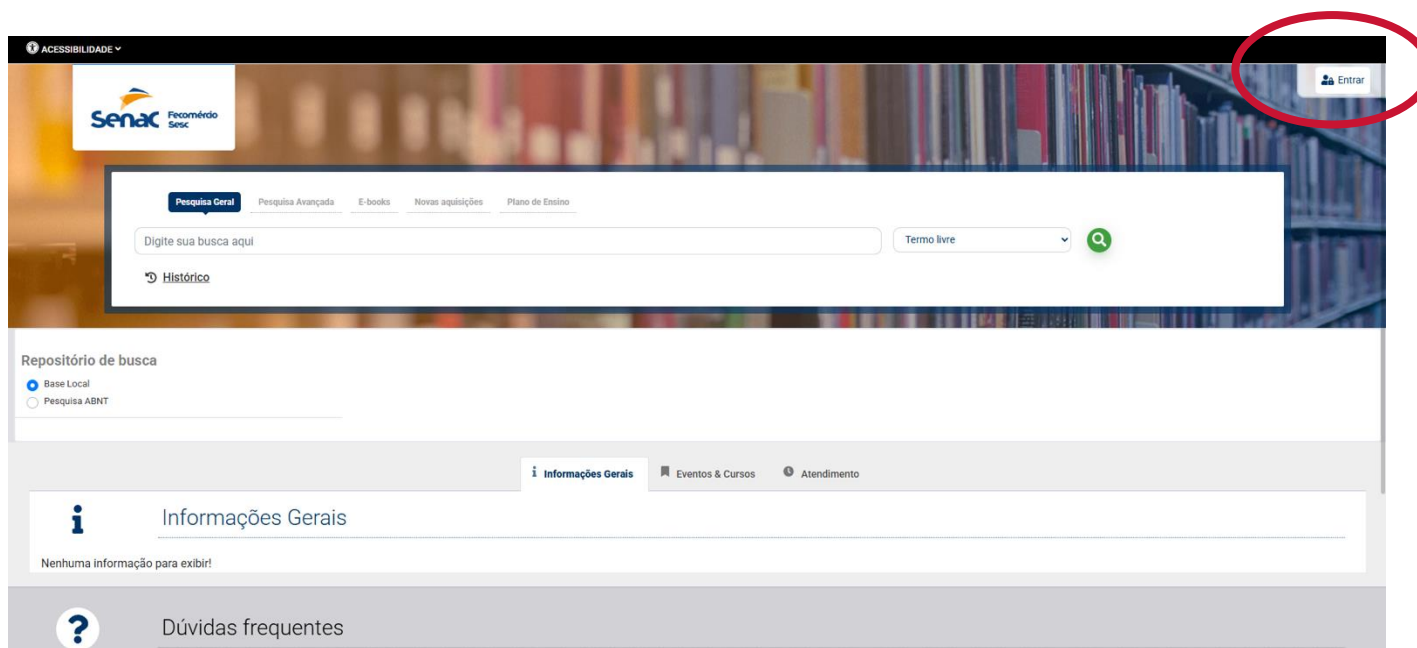 ACESSIBILIDADE
Entrar
Senac Fecomércio
Sesc
Pesquisa Geral
Pesquisa Avançada
E-books
Novas aquisições
Plano de Ensino
Digite sua busca aqui
Termo livre
Histórico
Repositório de busca
Base Local
Pesquisa ABNT
Informações Gerais
Eventos & Cursos
Atendimento
Informações Gerais
Nenhuma informação para exibir!
Dúvidas frequentes